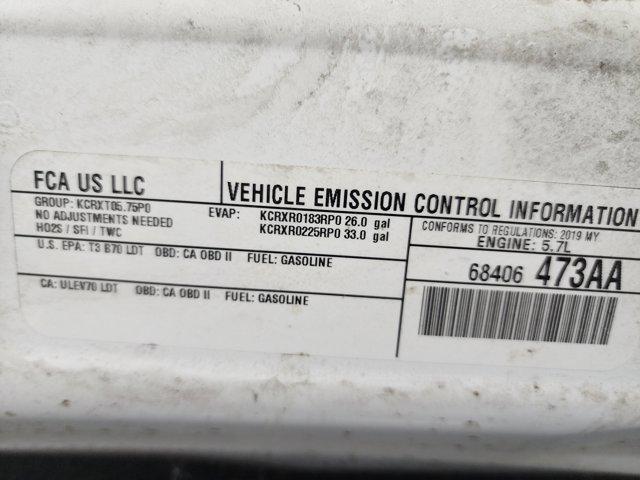 FCA US LLC
VEHICLE EMISSION CONTROL INFORMATION
GROUP: KCRXT05.75P0
NO ADJUSTMENTS NEEDED
HO2S / SFI / TWC
EVAP: KCRXR0183RP0 26.0 gal
KCRXR0225RP0 33.0 gal
CONFORMS TO REGULATIONS: 2019 MY
ENGINE: 5.7L
U.S. EPA: T3 B70 LDT OBD: CA OBD II FUEL: GASOLINE
CA: ULEV70 LDT OBD: CA OBD II FUEL: GASOLINE
68406 473AA